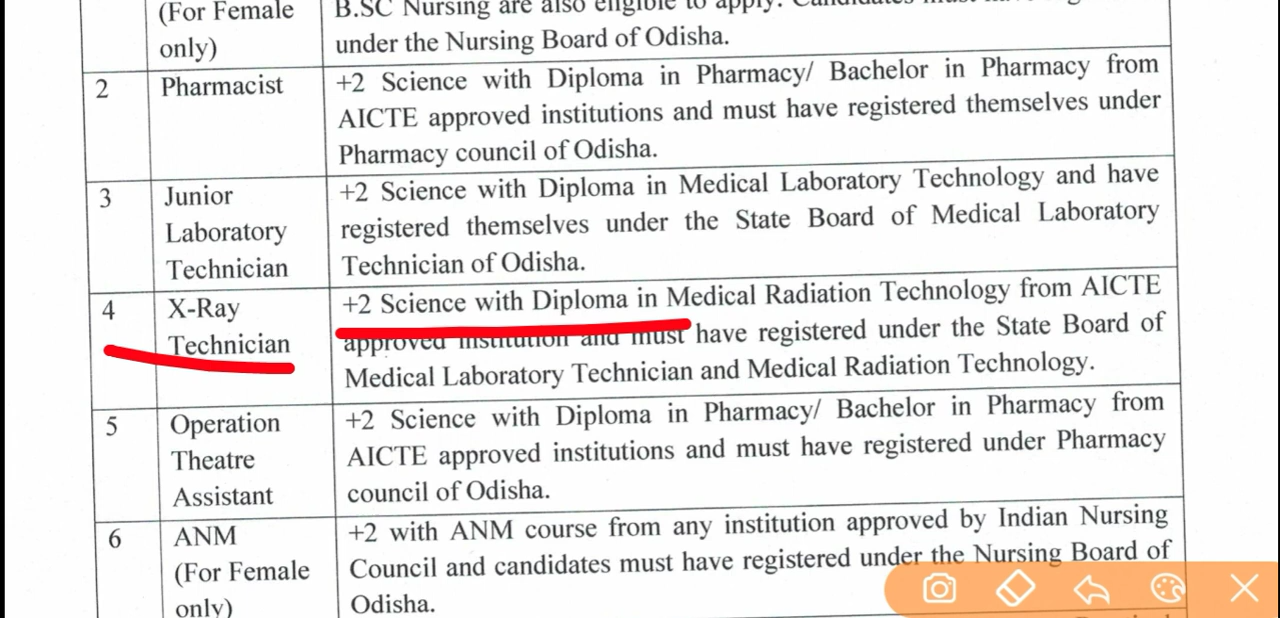 (For Female
only)
B.SC Nursing are also eligible to apply. Candidates must have
under the Nursing Board of Odisha.
2
Pharmacist
+2 Science with Diploma in Pharmacy/ Bachelor in Pharmacy from
AICTE approved institutions and must have registered themselves under
Pharmacy council of Odisha.
3
Junior
Laboratory
Technician
+2 Science with Diploma in Medical Laboratory Technology and have
registered themselves under the State Board of Medical Laboratory
Technician of Odisha.
4
X-Ray
Technician
+2 Science with Diploma in Medical Radiation Technology from AICTE
approved institution and must have registered under the State Board of
Medical Laboratory Technician and Medical Radiation Technology.
5
Operation
Theatre
Assistant
+2 Science with Diploma in Pharmacy/ Bachelor in Pharmacy from
AICTE approved institutions and must have registered under Pharmacy
council of Odisha.
6
ANM
(For Female
only)
+2 with ANM course from any institution approved by Indian Nursing
Council and candidates must have registered under the Nursing Board of
Odisha.